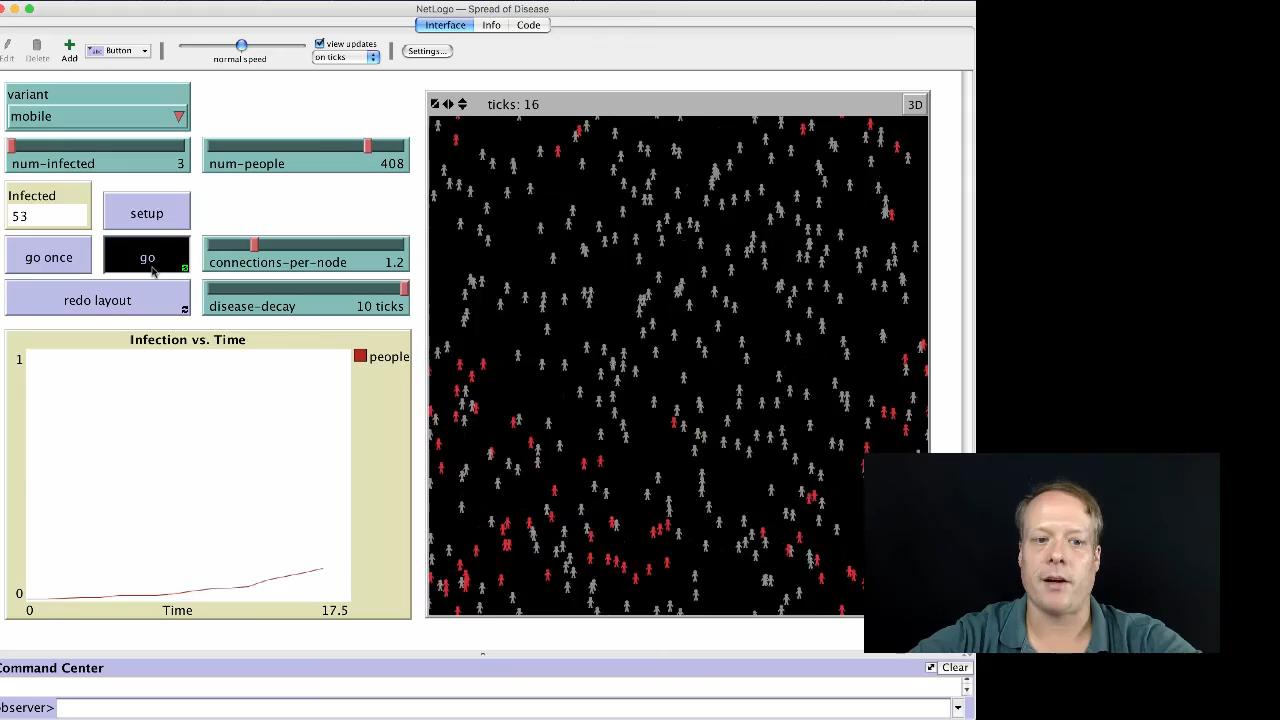 NetLogo — Spread of Disease
Interface Info Code
Edit Delete Add Button normal speed view updates on ticks Settings...
variant
mobile
num-infected 3
num-people 408
Infected
53
setup
go once
go
connections-per-node 1.2
redo layout
disease-decay 10 ticks
Infection vs. Time
1
people
0
0 Time 17.5
ticks: 16 3D
Command Center Clear
observer>